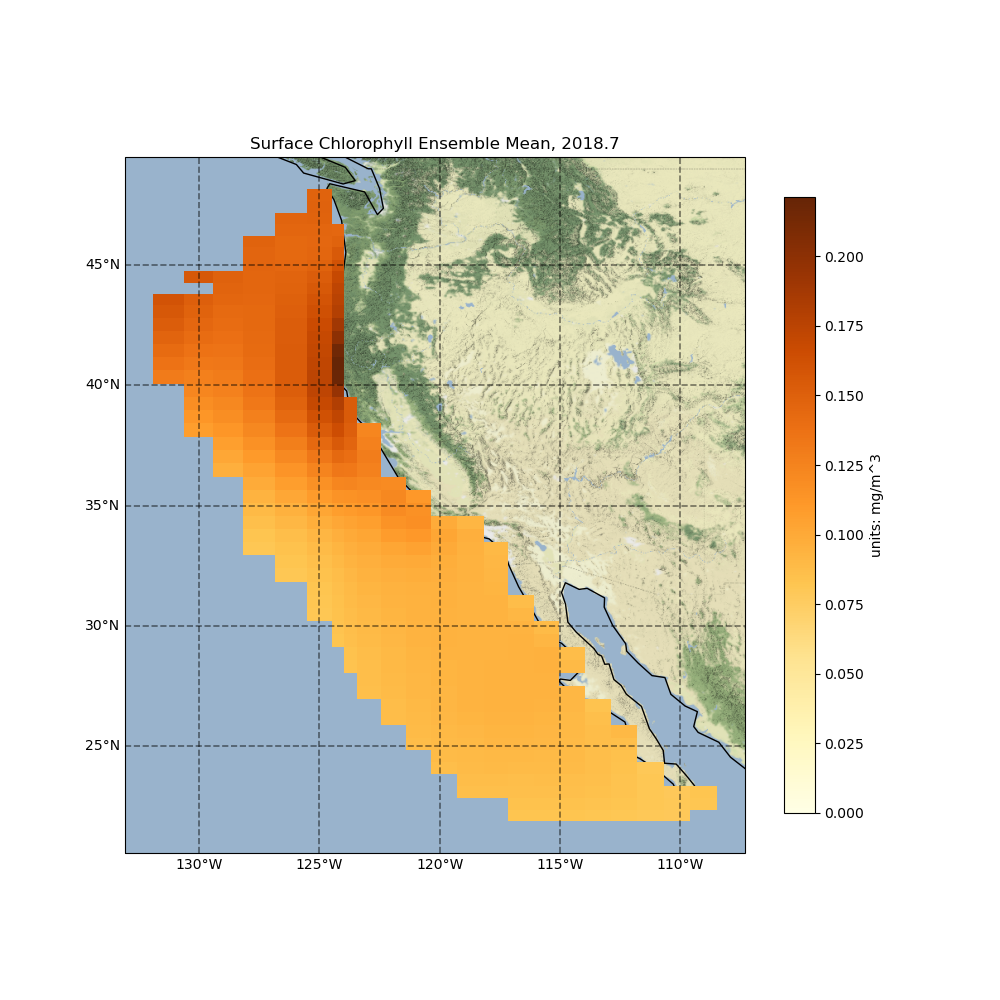 Surface Chlorophyll Ensemble Mean, 2018.7
45°N
40°N
35°N
30°N
25°N
130°W 125°W 120°W 115°W 110°W
0.200
0.175
0.150
0.125
0.100
0.075
0.050
0.025
0.000
units: mg/m^3